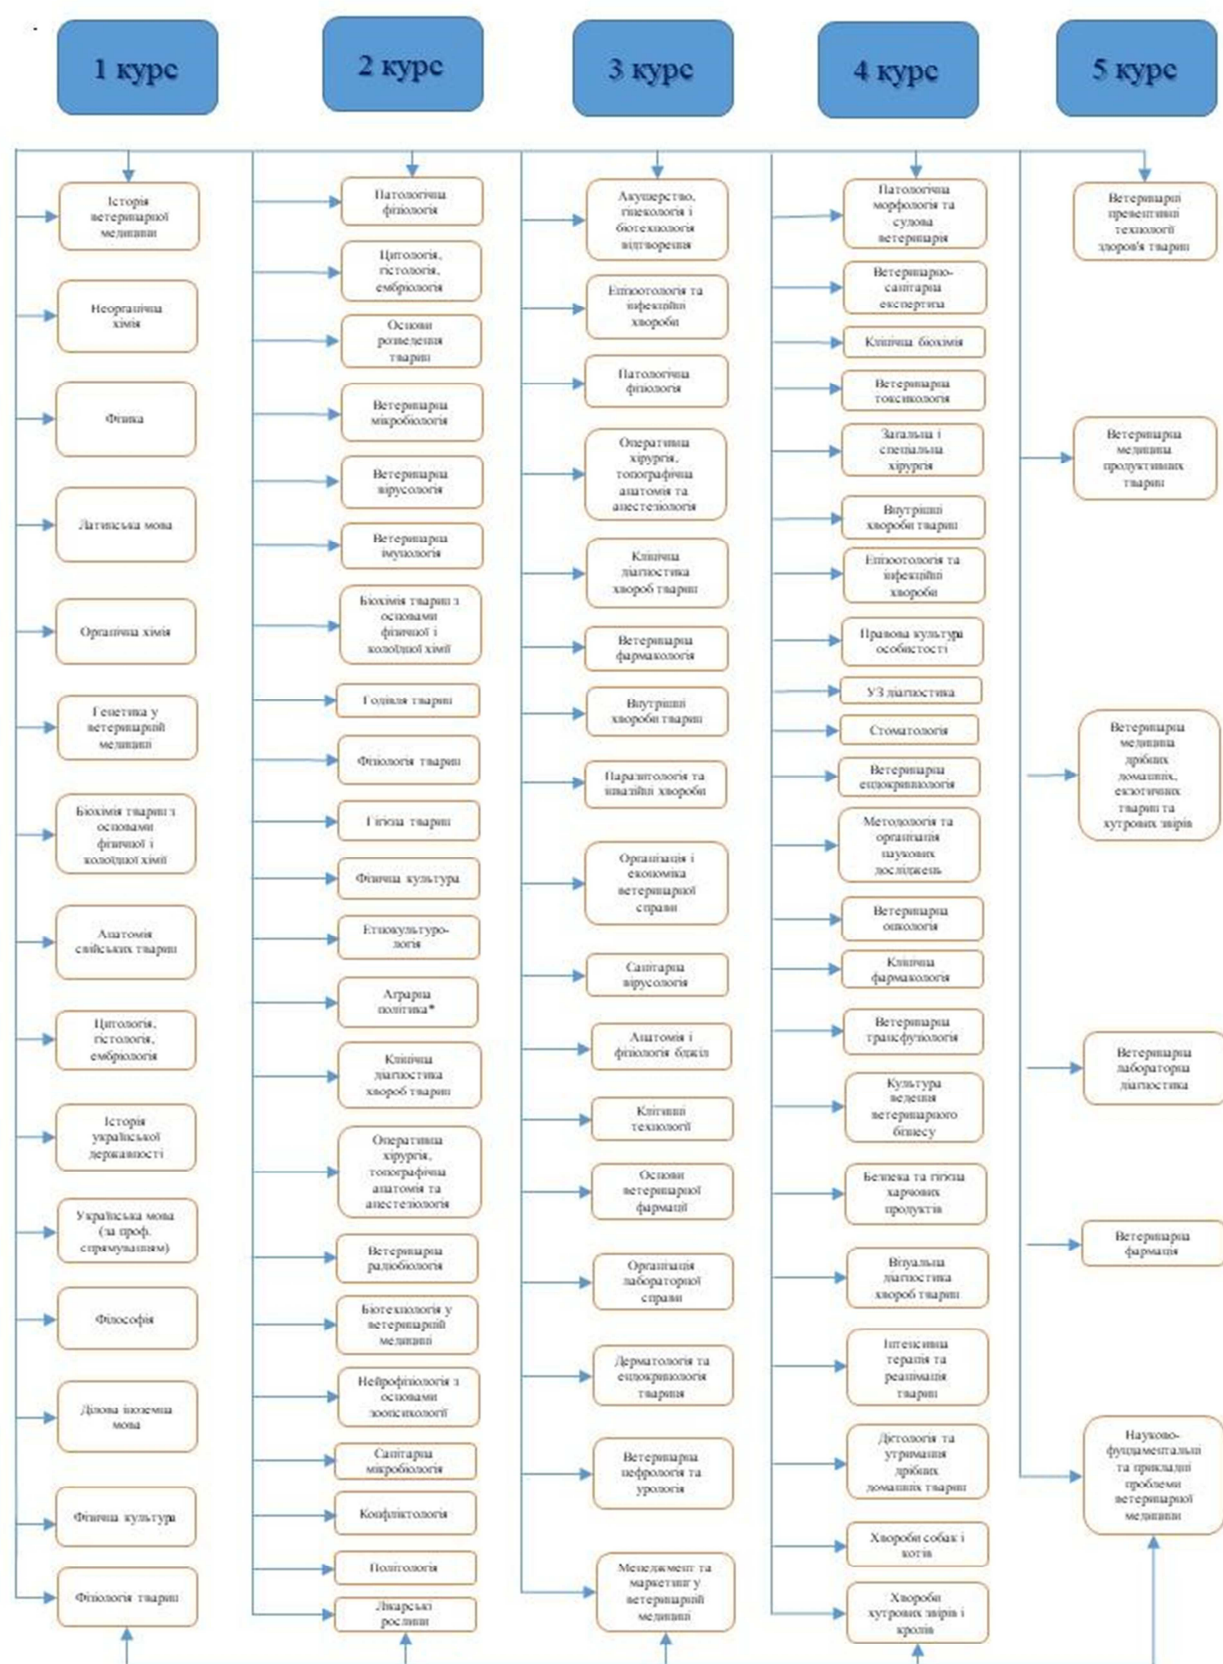 1 курс
2 курс
3 курс
4 курс
5 курс
Історія
ветеринарної
медицини
Неорганічна
хімія
Фізика
Латинська мова
Органічна хімія
Генетика у
ветеринарній
медицині
Біохімія тварин з
основами
фізичної і
колоїдної хімії
Анатомія
свійських тварин
Цитологія,
гістологія,
ембріологія
Історія
української
державності
Українська мова
(за проф.
спрямуванням)
Філософія
Ділова іноземна
мова
Фізична культура
Фізіологія тварин
Патологічна
фізіологія
Цитологія,
гістологія,
ембріологія
Основи
розведення
тварин
Ветеринарна
мікробіологія
Ветеринарна
вірусологія
Ветеринарна
імунологія
Біохімія тварин з
основами
фізичної і
колоїдної хімії
Годівля тварин
Фізіологія тварин
Гігієна тварин
Фізична культура
Етнокультуро-
логія
Аграрна
політика*
Клінічна
діагностика
хвороб тварин
Оперативна
хірургія,
топографічна
анатомія та
анестезіологія
Ветеринарна
радіобіологія
Біотехнологія у
ветеринарній
медицині
Нейрофізіологія з
основами
зоопсихології
Санітарна
мікробіологія
Конфліктологія
Політологія
Лікарські
рослини
Акушерство,
гінекологія і
біотехнологія
відтворення
Епізоотологія та
інфекційні
хвороби
Патологічна
фізіологія
Оперативна
хірургія,
топографічна
анатомія та
анестезіологія
Клінічна
діагностика
хвороб тварин
Ветеринарна
фармакологія
Внутрішні
хвороби тварин
Паразитологія та
інвазійні хвороби
Організація і
економіка
ветеринарної
справи
Санітарна
вірусологія
Анатомія і
фізіологія бджіл
Клітинні
технології
Основи
ветеринарної
фармації
Організація
лабораторної
справи
Дерматологія та
ендокринологія
тварини
Ветеринарна
нефрологія та
урологія
Менеджмент та
маркетинг у
ветеринарній
медицині
Патологічна
морфологія та
судова
ветеринарія
Ветеринарно-
санітарна
експертиза
Клінічна біохімія
Ветеринарна
токсикологія
Загальна і
спеціальна
хірургія
Внутрішні
хвороби тварин
Епізоотологія та
інфекційні
хвороби
Правова культура
особистості
УЗ діагностика
Стоматологія
Ветеринарна
ендокринологія
Методологія та
організація
наукових
досліджень
Ветеринарна
онкологія
Клінічна
фармакологія
Ветеринарна
трансфузіологія
Культура
ведення
ветеринарного
бізнесу
Безпека та гігієна
харчових
продуктів
Візуальна
діагностика
хвороб тварин
Інтенсивна
терапія та
реанімація
тварин
Дієтологія та
утримання
дрібних
домашніх тварин
Хвороби собак і
котів
Хвороби
хутрових звірів і
кролів
Ветеринарні
превентивні
технології
здоров'я тварин
Ветеринарна
медицина
продуктивних
тварин
Ветеринарна
медицина
дрібних
домашніх,
екзотичних
тварин та
хутрових звірів
Ветеринарна
лабораторна
діагностика
Ветеринарна
фармація
Науково-
фундаментальні
та прикладні
проблеми
ветеринарної
медицини